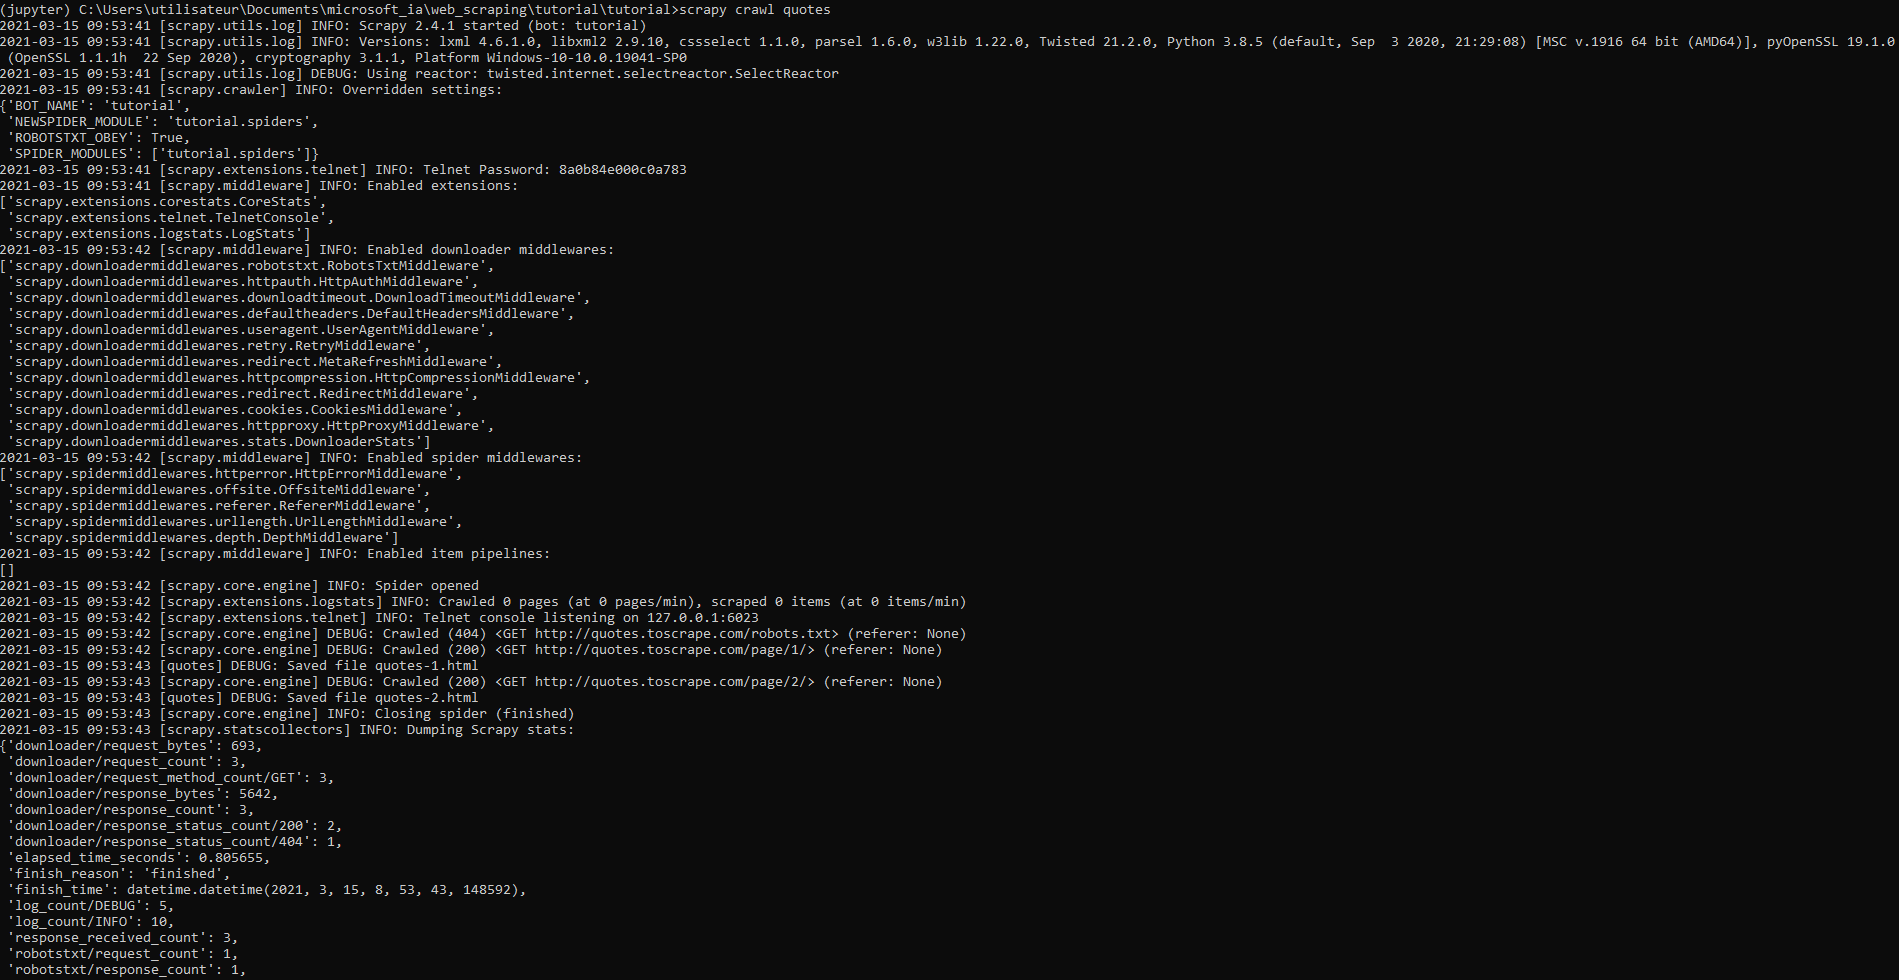 (jupyter) C:\Users\utilisateur\Documents\microsoft_ia\web_scraping\tutorial\tutorial>scrapy crawl quotes
2021-03-15 09:53:41 [scrapy.utils.log] INFO: Scrapy 2.4.1 started (bot: tutorial)
2021-03-15 09:53:41 [scrapy.utils.log] INFO: Versions: lxml 4.6.1.0, libxml2 2.9.10, cssselect 1.1.0, parsel 1.6.0, w3lib 1.22.0, Twisted 21.2.0, Python 3.8.5 (default, Sep  3 2020, 21:29:08) [MSC v.1916 64 bit (AMD64)], pyOpenSSL 19.1.0
 (OpenSSL 1.1.1h  22 Sep 2020), cryptography 3.1.1, Platform Windows-10-10.0.19041-SP0
2021-03-15 09:53:41 [scrapy.utils.log] DEBUG: Using reactor: twisted.internet.selectreactor.SelectReactor
2021-03-15 09:53:41 [scrapy.crawler] INFO: Overridden settings:
{'BOT_NAME': 'tutorial',
 'NEWSPIDER_MODULE': 'tutorial.spiders',
 'ROBOTSTXT_OBEY': True,
 'SPIDER_MODULES': ['tutorial.spiders']}
2021-03-15 09:53:41 [scrapy.extensions.telnet] INFO: Telnet Password: 8a0b84e000c0a783
2021-03-15 09:53:41 [scrapy.middleware] INFO: Enabled extensions:
['scrapy.extensions.corestats.CoreStats',
 'scrapy.extensions.telnet.TelnetConsole',
 'scrapy.extensions.logstats.LogStats']
2021-03-15 09:53:42 [scrapy.middleware] INFO: Enabled downloader middlewares:
['scrapy.downloadermiddlewares.robotstxt.RobotsTxtMiddleware',
 'scrapy.downloadermiddlewares.httpauth.HttpAuthMiddleware',
 'scrapy.downloadermiddlewares.downloadtimeout.DownloadTimeoutMiddleware',
 'scrapy.downloadermiddlewares.defaultheaders.DefaultHeadersMiddleware',
 'scrapy.downloadermiddlewares.useragent.UserAgentMiddleware',
 'scrapy.downloadermiddlewares.retry.RetryMiddleware',
 'scrapy.downloadermiddlewares.redirect.MetaRefreshMiddleware',
 'scrapy.downloadermiddlewares.httpcompression.HttpCompressionMiddleware',
 'scrapy.downloadermiddlewares.redirect.RedirectMiddleware',
 'scrapy.downloadermiddlewares.cookies.CookiesMiddleware',
 'scrapy.downloadermiddlewares.httpproxy.HttpProxyMiddleware',
 'scrapy.downloadermiddlewares.stats.DownloaderStats']
2021-03-15 09:53:42 [scrapy.middleware] INFO: Enabled spider middlewares:
['scrapy.spidermiddlewares.httperror.HttpErrorMiddleware',
 'scrapy.spidermiddlewares.offsite.OffsiteMiddleware',
 'scrapy.spidermiddlewares.referer.RefererMiddleware',
 'scrapy.spidermiddlewares.urllength.UrlLengthMiddleware',
 'scrapy.spidermiddlewares.depth.DepthMiddleware']
2021-03-15 09:53:42 [scrapy.middleware] INFO: Enabled item pipelines:
[]
2021-03-15 09:53:42 [scrapy.core.engine] INFO: Spider opened
2021-03-15 09:53:42 [scrapy.extensions.logstats] INFO: Crawled 0 pages (at 0 pages/min), scraped 0 items (at 0 items/min)
2021-03-15 09:53:42 [scrapy.extensions.telnet] INFO: Telnet console listening on 127.0.0.1:6023
2021-03-15 09:53:42 [scrapy.core.engine] DEBUG: Crawled (404) <GET http://quotes.toscrape.com/robots.txt> (referer: None)
2021-03-15 09:53:42 [scrapy.core.engine] DEBUG: Crawled (200) <GET http://quotes.toscrape.com/page/1/> (referer: None)
2021-03-15 09:53:43 [quotes] DEBUG: Saved file quotes-1.html
2021-03-15 09:53:43 [scrapy.core.engine] DEBUG: Crawled (200) <GET http://quotes.toscrape.com/page/2/> (referer: None)
2021-03-15 09:53:43 [quotes] DEBUG: Saved file quotes-2.html
2021-03-15 09:53:43 [scrapy.core.engine] INFO: Closing spider (finished)
2021-03-15 09:53:43 [scrapy.statscollectors] INFO: Dumping Scrapy stats:
{'downloader/request_bytes': 693,
 'downloader/request_count': 3,
 'downloader/request_method_count/GET': 3,
 'downloader/response_bytes': 5642,
 'downloader/response_count': 3,
 'downloader/response_status_count/200': 2,
 'downloader/response_status_count/404': 1,
 'elapsed_time_seconds': 0.805655,
 'finish_reason': 'finished',
 'finish_time': datetime.datetime(2021, 3, 15, 8, 53, 43, 148592),
 'log_count/DEBUG': 5,
 'log_count/INFO': 10,
 'response_received_count': 3,
 'robotstxt/request_count': 1,
 'robotstxt/response_count': 1,